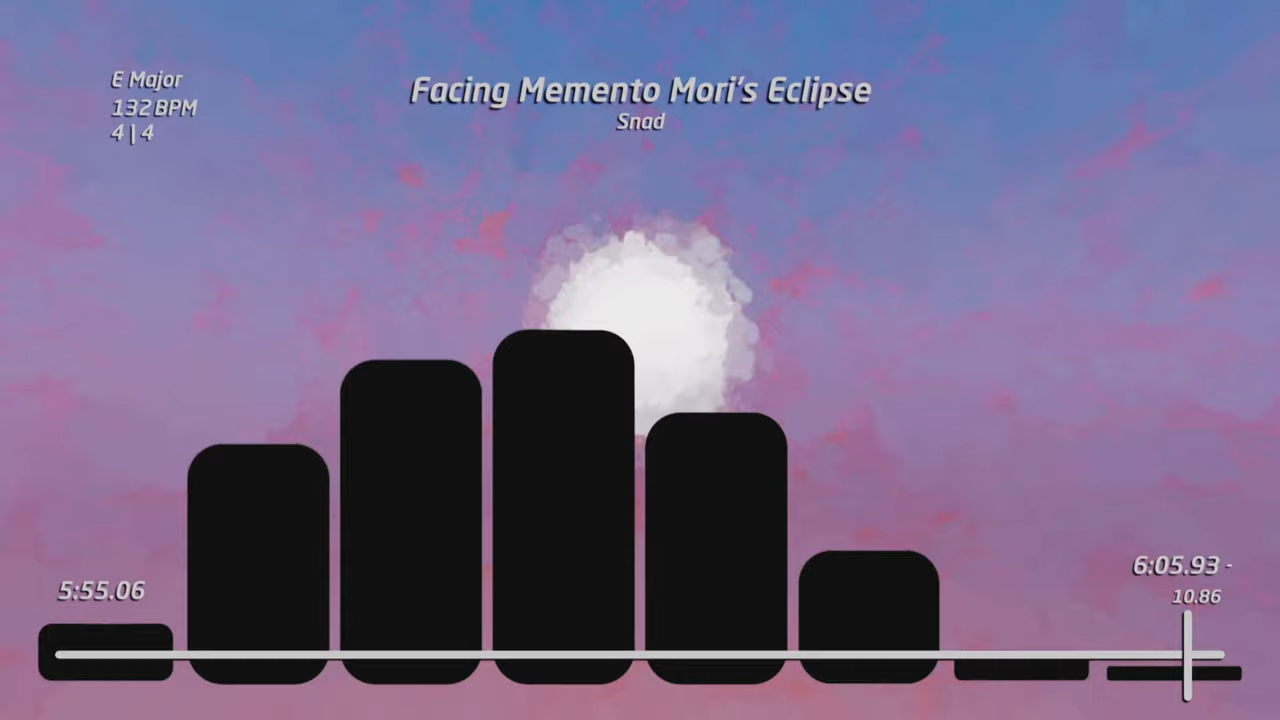 E Major
132 BPM
4 | 4
Facing Memento Mori's Eclipse
Snad
5:55.06
6:05.93 -
10.86